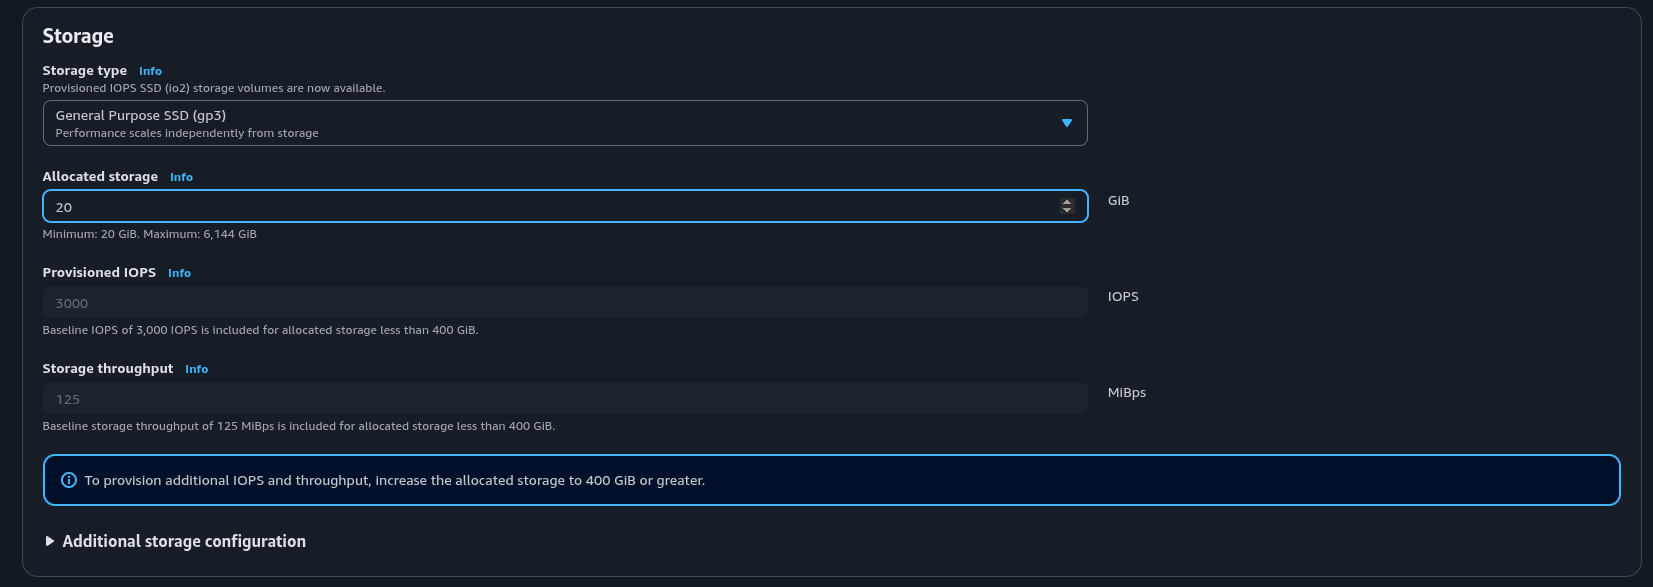 Storage
Storage type Info
Provisioned IOPS SSD (io2) storage volumes are now available.
General Purpose SSD (gp3)
Performance scales independently from storage
Allocated storage Info
20
GiB
Minimum: 20 GiB. Maximum: 6,144 GiB
Provisioned IOPS Info
3000
IOPS
Baseline IOPS of 3,000 IOPS is included for allocated storage less than 400 GiB.
Storage throughput Info
125
MiBps
Baseline storage throughput of 125 MiBps is included for allocated storage less than 400 GiB.
To provision additional IOPS and throughput, increase the allocated storage to 400 GiB or greater.
Additional storage configuration